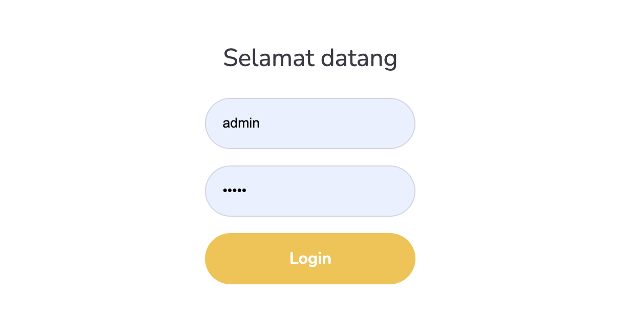 Selamat datang
admin
•••••
Login